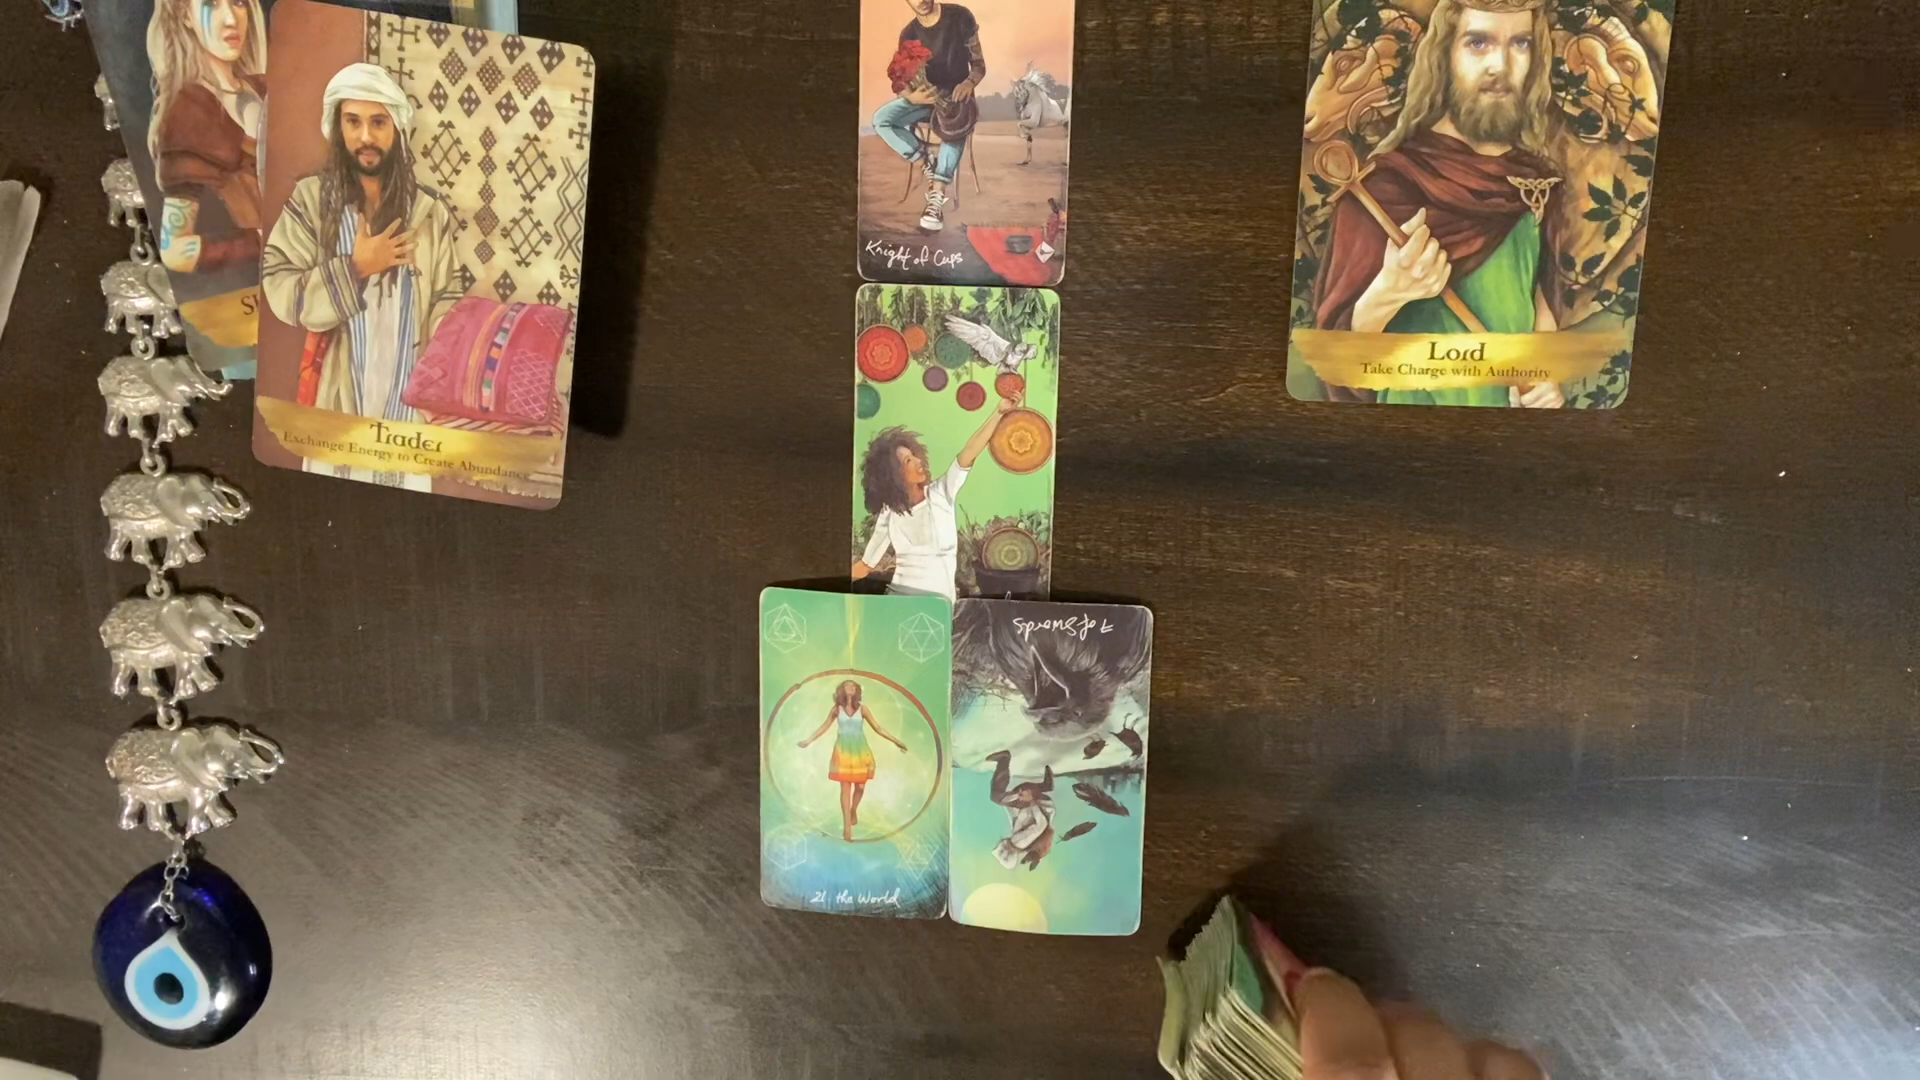 Knight of Cups
Lord
Take Charge with Authority
Trader
Exchange Energy to Create Abundance
7 of Swords
21 the World